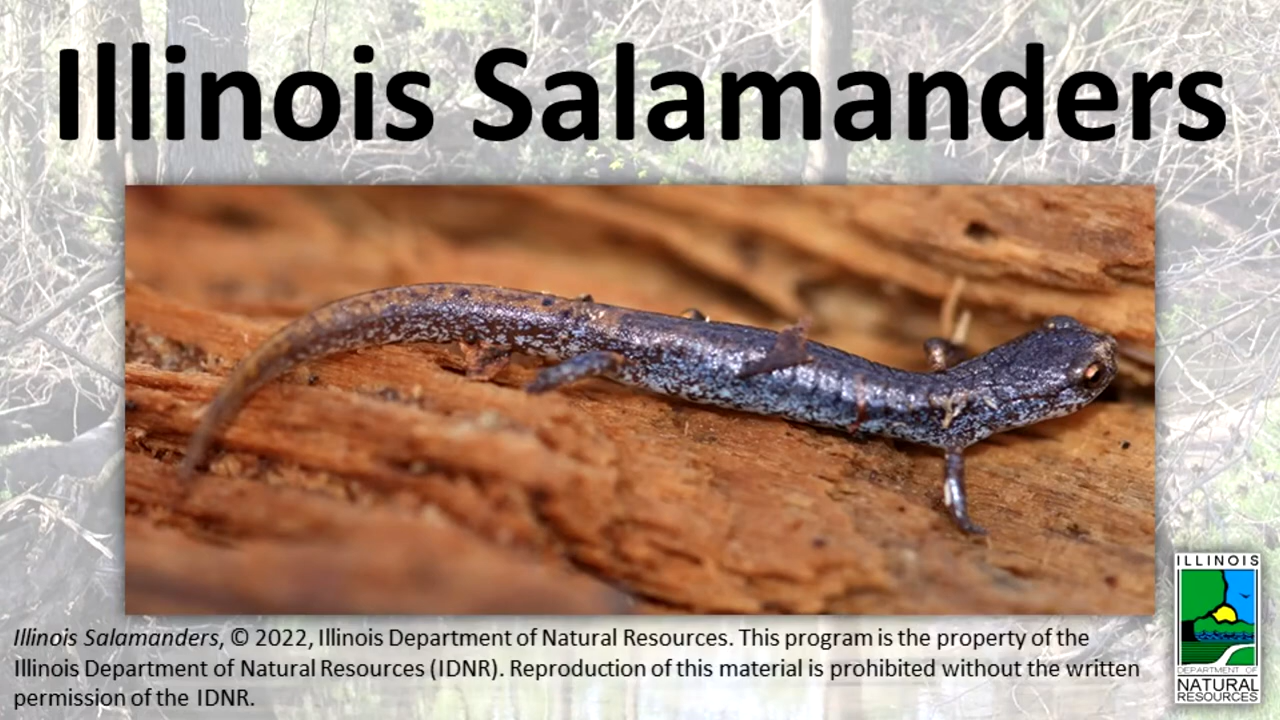 Illinois Salamanders
Illinois Salamanders, © 2022, Illinois Department of Natural Resources. This program is the property of the
Illinois Department of Natural Resources (IDNR). Reproduction of this material is prohibited without the written
permission of the IDNR.
ILLINOIS
DEPARTMENT OF
NATURAL
RESOURCES